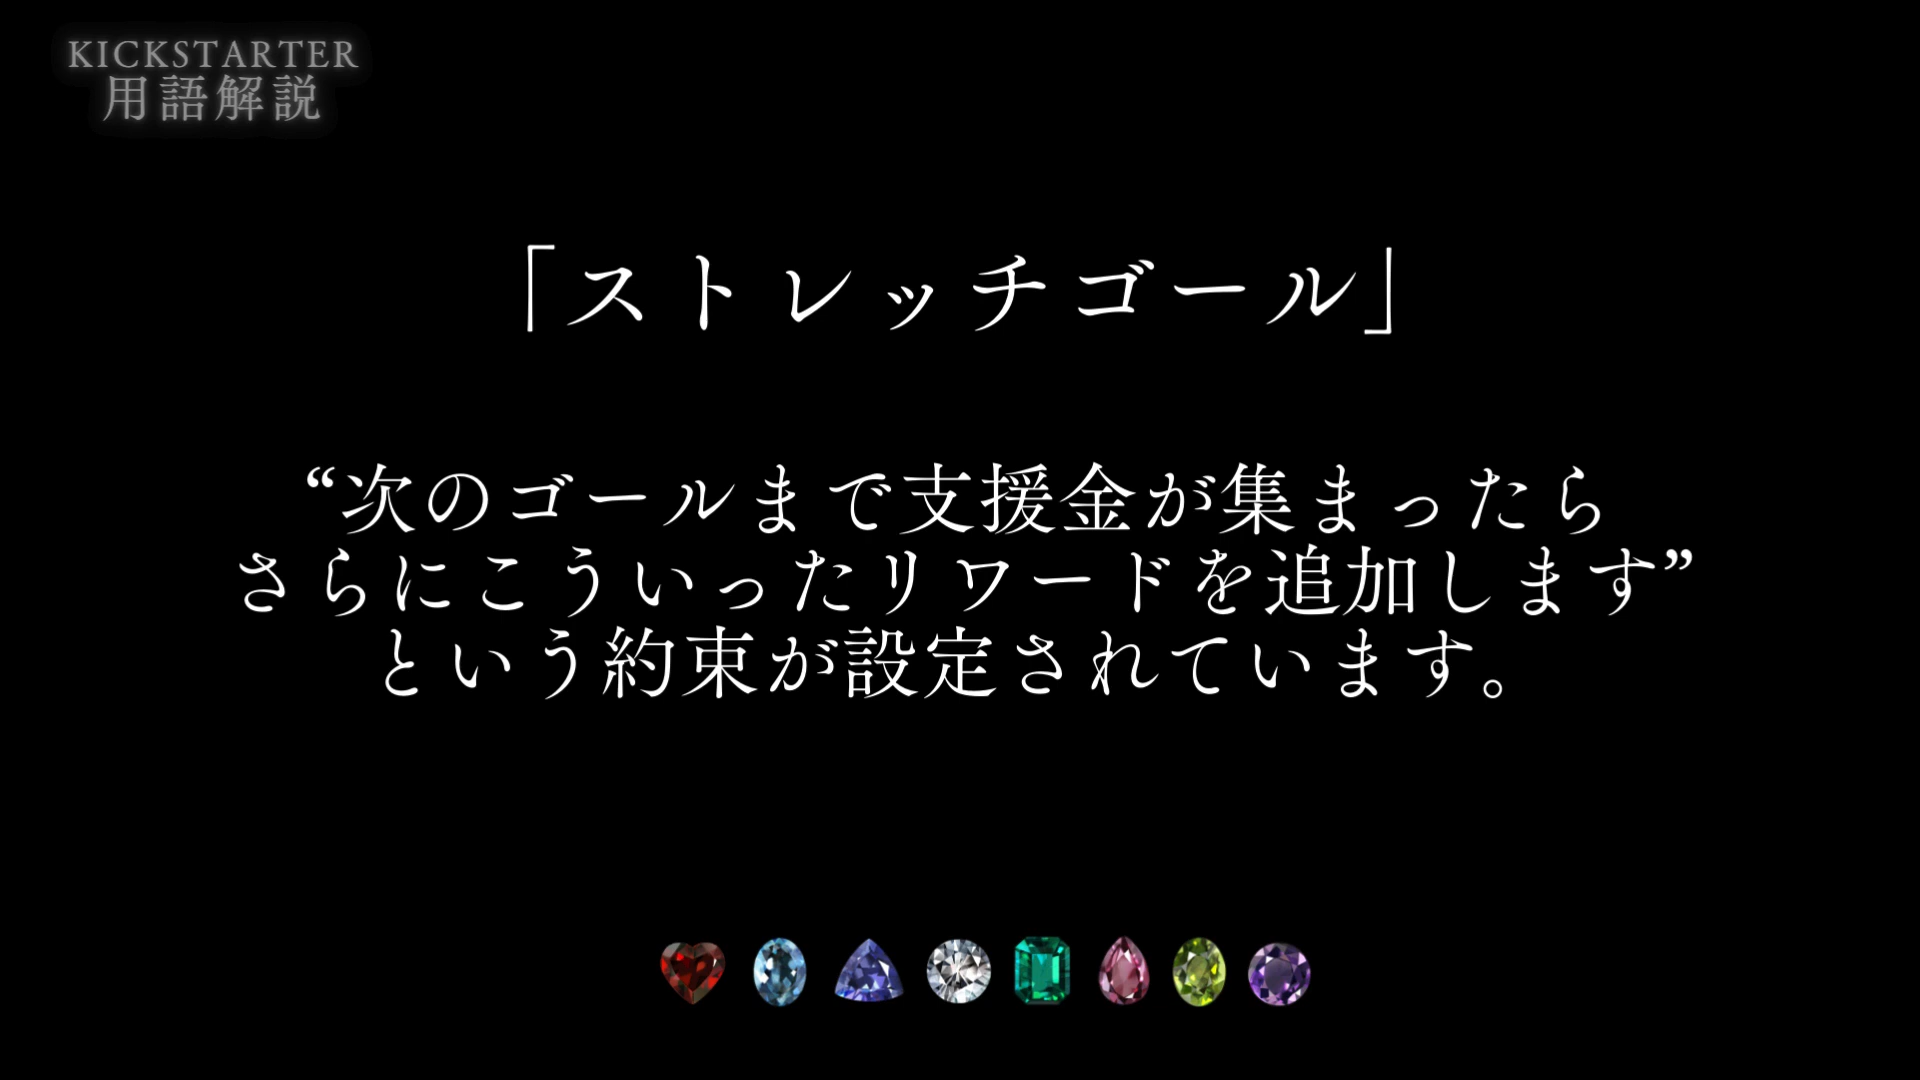 KICKSTARTER
用語解説
「ストレッチゴール」
“次のゴールまで支援金が集まったら
さらにこういったリワードを追加します”
という約束が設定されています。